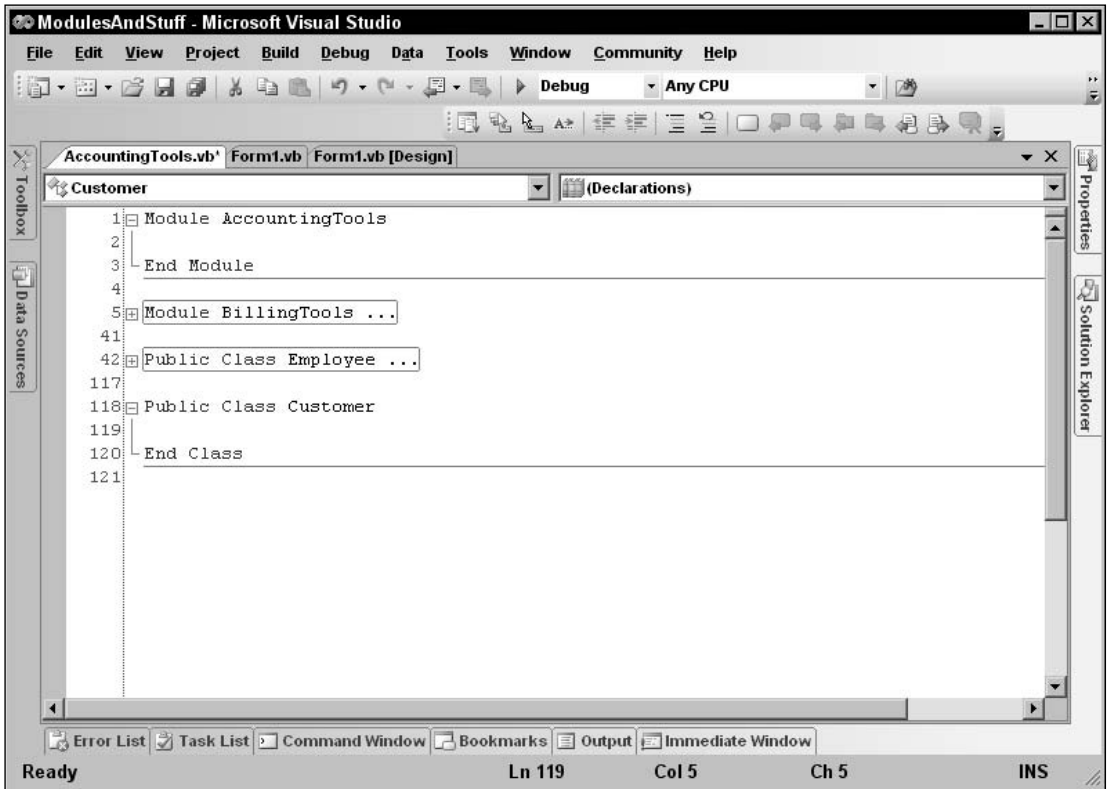 ModulesAndStuff - Microsoft Visual Studio
File Edit View Project Build Debug Data Tools Window Community Help
Debug Any CPU
A
AccountingTools.vb* Form1.vb Form1.vb [Design]
Customer (Declarations)
Toolbox
Data Sources
1 Module AccountingTools
2
3 End Module
4
5 Module BillingTools ...
41
42 Public Class Employee ...
117
118 Public Class Customer
119
120 End Class
121
Properties
Solution Explorer
Error List Task List Command Window Bookmarks Output Immediate Window
Ready Ln 119 Col 5 Ch 5 INS